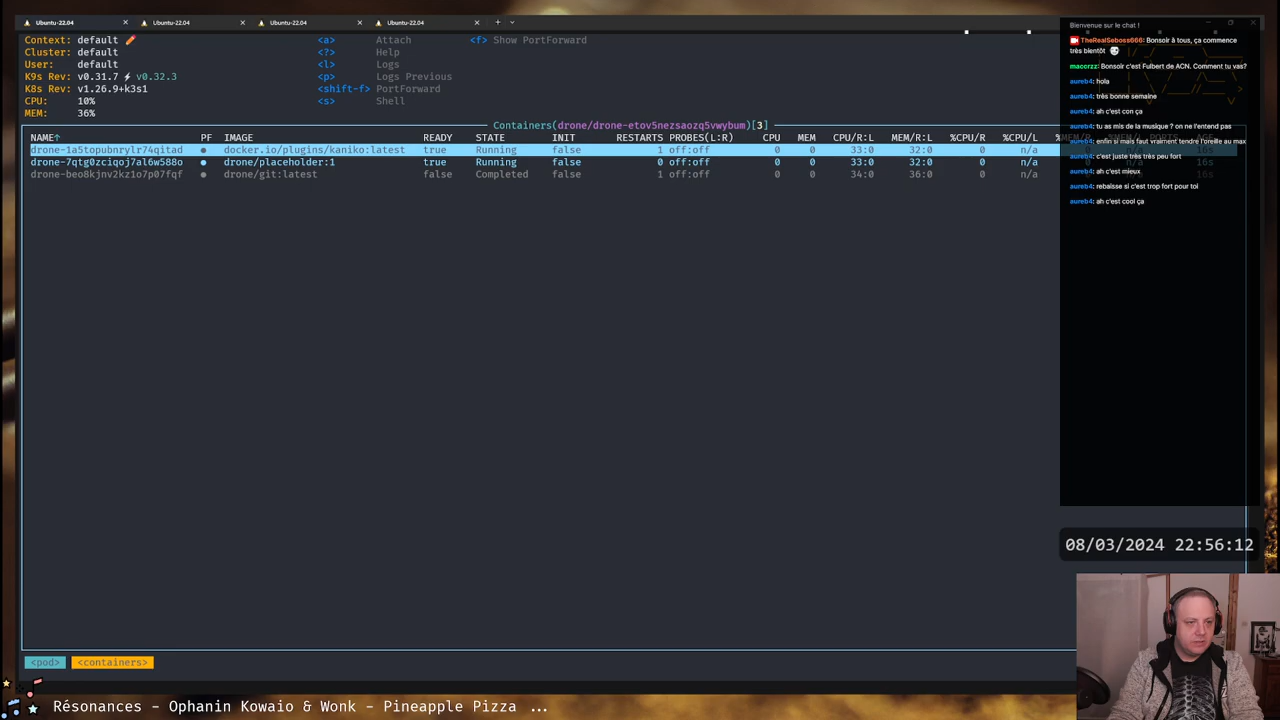 Ubuntu-22.04
Ubuntu-22.04
Ubuntu-22.04
Ubuntu-22.04
Context: default
Cluster: default
User: default
K9s Rev: v0.31.7 ⚡ v0.32.3
K8s Rev: v1.26.9+k3s1
CPU: 10%
MEM: 36%
<a> Attach
<?> Help
<l> Logs
<p> Logs Previous
<shift-f> PortForward
<s> Shell
<f> Show PortForward
Containers(drone/drone-etov5nezsaozq5vwybum)[3]
NAME↑ PF IMAGE READY STATE INIT RESTARTS PROBES(L:R) CPU MEM CPU/R:L MEM/R:L %CPU/R %CPU/L
drone-1a5topubnrylr74qitad ● docker.io/plugins/kaniko:latest true Running false 1 off:off 0 0 33:0 32:0 0 n/a
drone-7qtg0zciqoj7al6w588o ● drone/placeholder:1 true Running false 0 off:off 0 0 33:0 32:0 0 n/a
drone-beo8kjnv2kz1o7p07fqf ● drone/git:latest false Completed false 1 off:off 0 0 34:0 36:0 0 n/a
<pod> <containers>
Bienvenue sur le chat !
TheRealSeboss666: Bonsoir à tous, ça commence
très bientôt
maccrzz: Bonsoir c'est Fulbert de ACN. Comment tu vas?
aureb4: hola
aureb4: très bonne semaine
aureb4: ah c'est con ça
aureb4: tu as mis de la musique ? on ne l'entend pas
aureb4: enfin si mais faut vraiment tendre l'oreille au max
aureb4: c'est juste très très peu fort
aureb4: ah c'est mieux
aureb4: rebaisse si c'est trop fort pour toi
aureb4: ah c'est cool ça
08/03/2024 22:56:12
Résonances - Ophanin Kowaio & Wonk - Pineapple Pizza ...